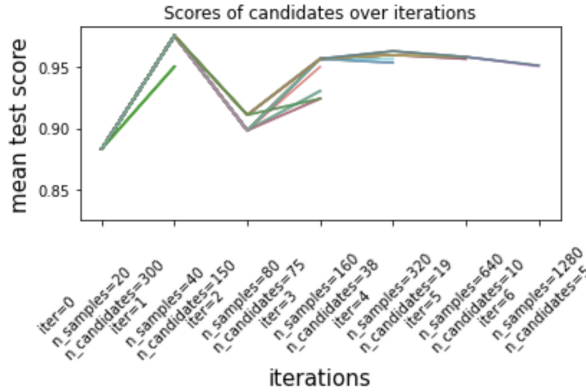 Scores of candidates over iterations
mean test score
0.95
0.90
0.85
iter=0
n_samples=20
n_candidates=300
iter=1
n_samples=40
n_candidates=150
iter=2
n_samples=80
n_candidates=75
iter=3
n_samples=160
n_candidates=38
iter=4
n_samples=320
n_candidates=19
iter=5
n_samples=640
n_candidates=10
iter=6
n_samples=1280
n_candidates=5
iterations